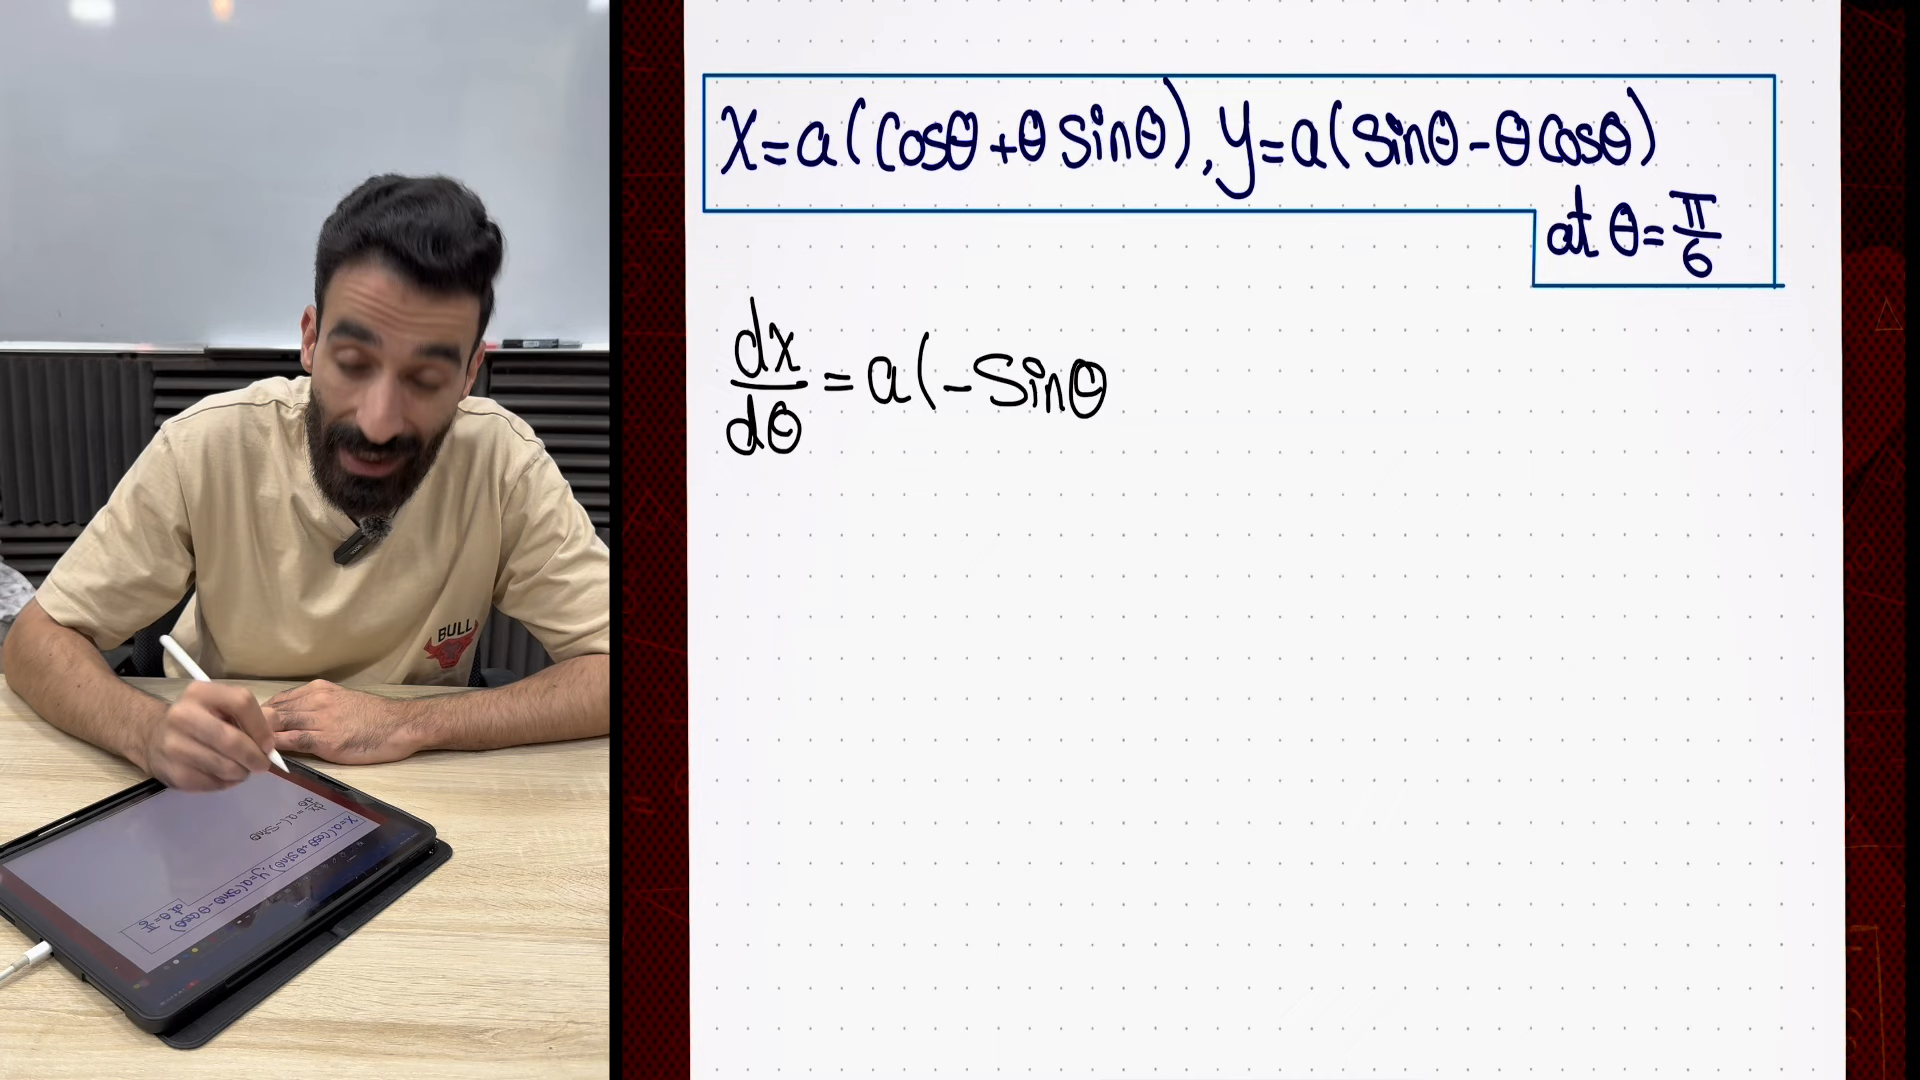 x=a(cosθ+θ sinθ), y=a(sinθ-θ cosθ)
at θ=π/6
dx/dθ = a(-sinθ
BULL